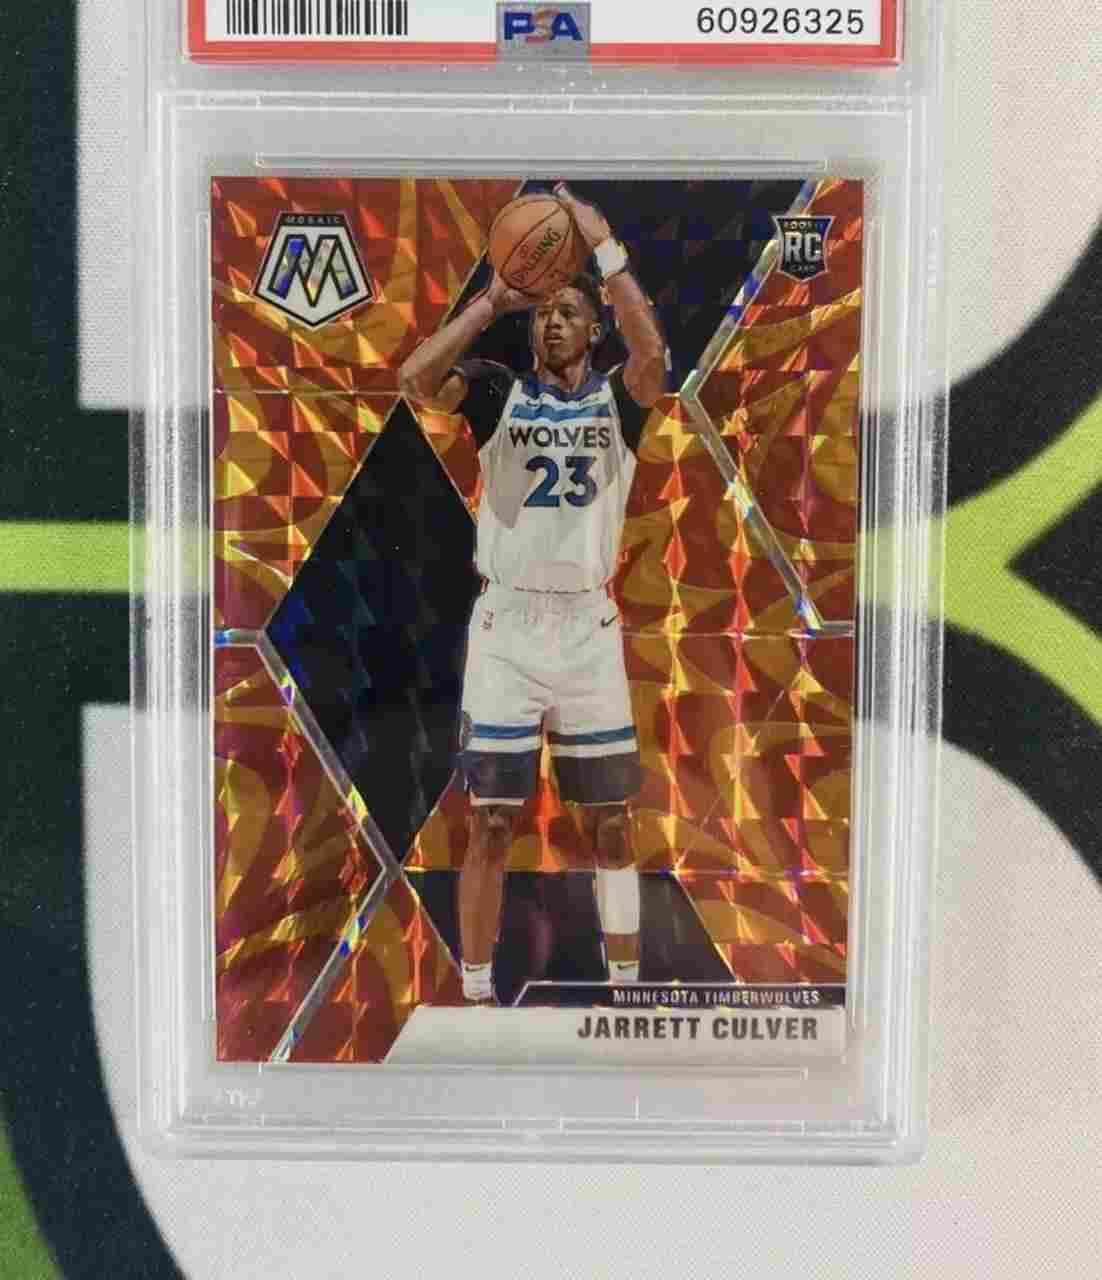 PSA
60926325
MOSAIC
M
ROOKIE
RC
CARD
SPALDING
WOLVES
23
MINNESOTA TIMBERWOLVES
JARRETT CULVER